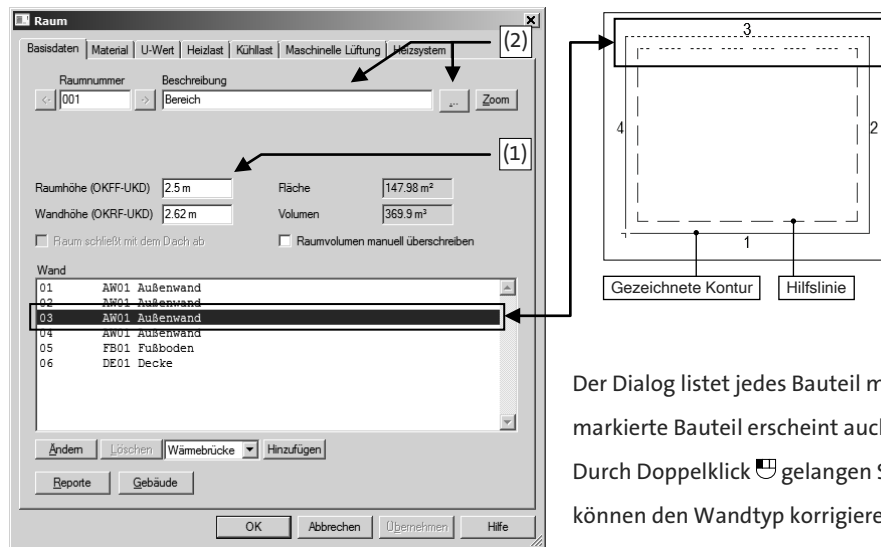 Raum
Basisdaten Material U-Wert Heizlast Kühllast Maschinelle Lüftung Heizsystem
(2)
Raumnummer Beschreibung
<- 001 -> Bereich ... Zoom
(1)
Raumhöhe (OKFF-UKD) 2.5 m Fläche 147.98 m²
Wandhöhe (OKRF-UKD) 2.62 m Volumen 369.9 m³
Raum schließt mit dem Dach ab Raumvolumen manuell überschreiben
Wand
01 AW01 Außenwand
02 AW01 Außenwand
03 AW01 Außenwand
04 AW01 Außenwand
05 FB01 Fußboden
06 DE01 Decke
Ändern Löschen Wärmebrücke Hinzufügen
Reporte Gebäude
OK Abbrechen Übernehmen Hilfe
3
4
2
1
Gezeichnete Kontur Hilfslinie
Der Dialog listet jedes Bauteil m
markierte Bauteil erscheint auc
Durch Doppelklick gelangen S
können den Wandtyp korrigiere